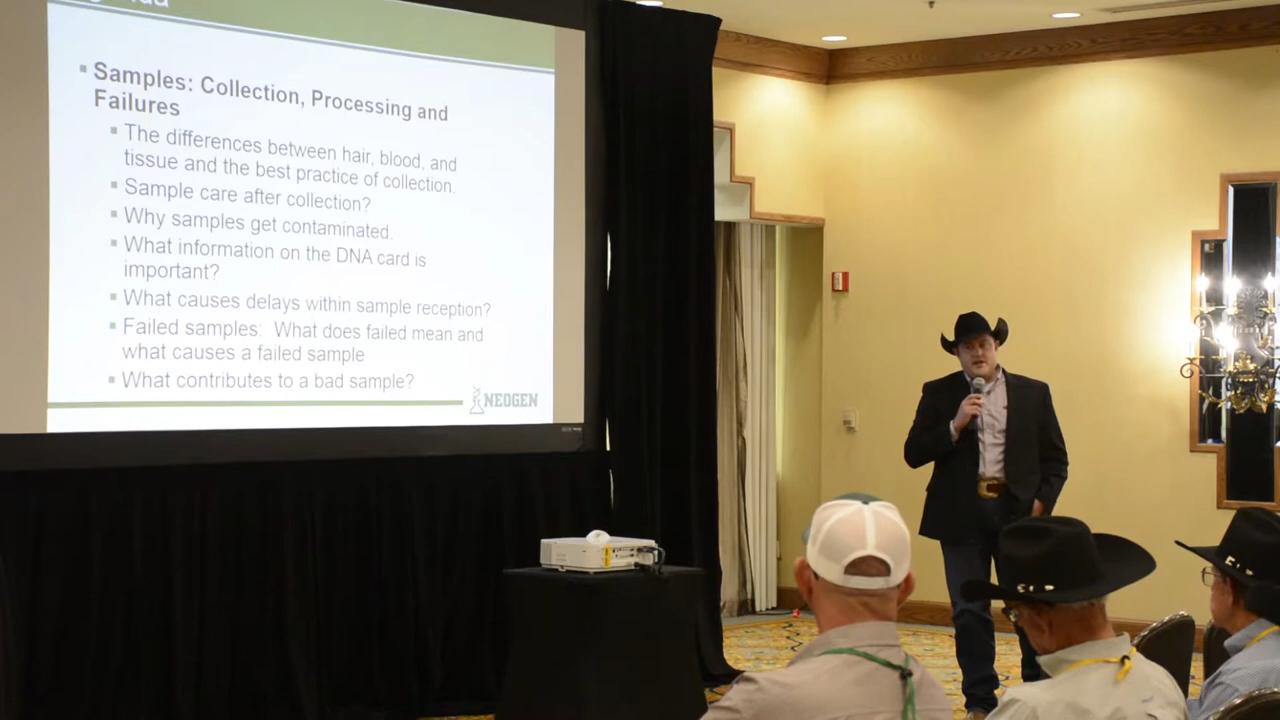 Samples: Collection, Processing and
Failures
The differences between hair, blood, and
tissue and the best practice of collection.
Sample care after collection?
Why samples get contaminated.
What information on the DNA card is
important?
What causes delays within sample reception?
Failed samples: What does failed mean and
what causes a failed sample
What contributes to a bad sample?
NEOGEN